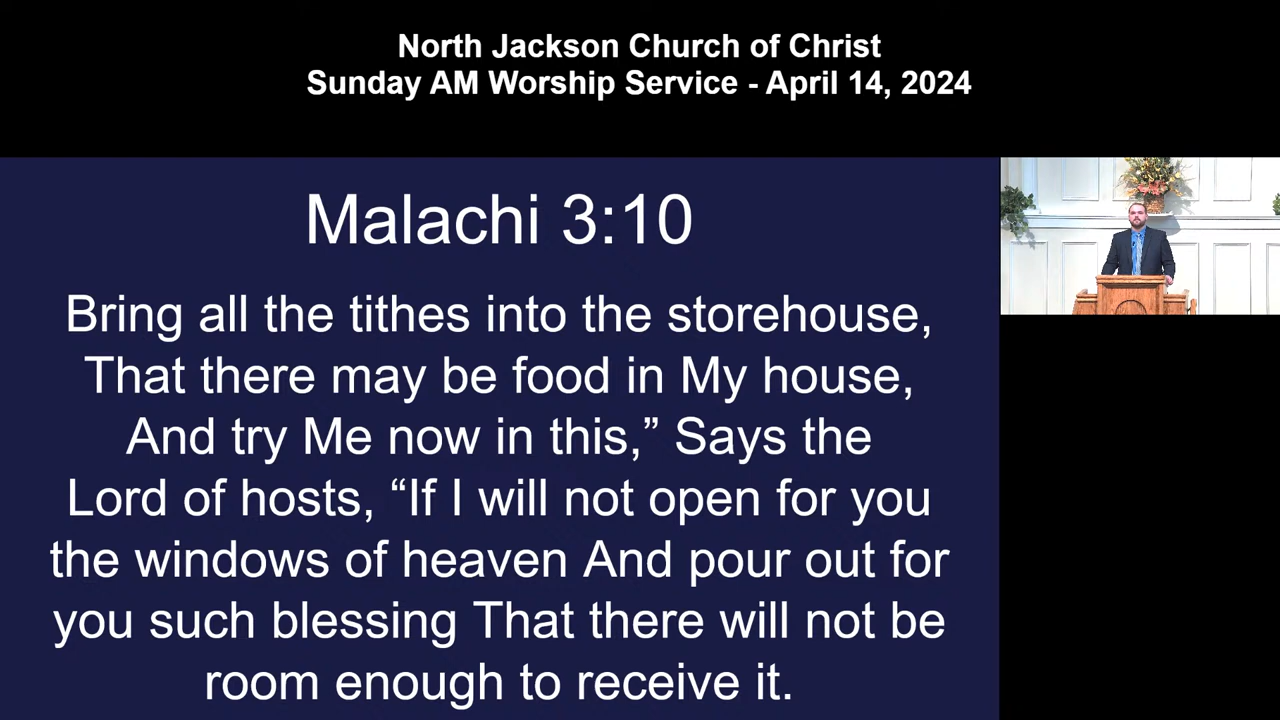 North Jackson Church of Christ
Sunday AM Worship Service - April 14, 2024
Malachi 3:10
Bring all the tithes into the storehouse,
That there may be food in My house,
And try Me now in this,” Says the
Lord of hosts, “If I will not open for you
the windows of heaven And pour out for
you such blessing That there will not be
room enough to receive it.